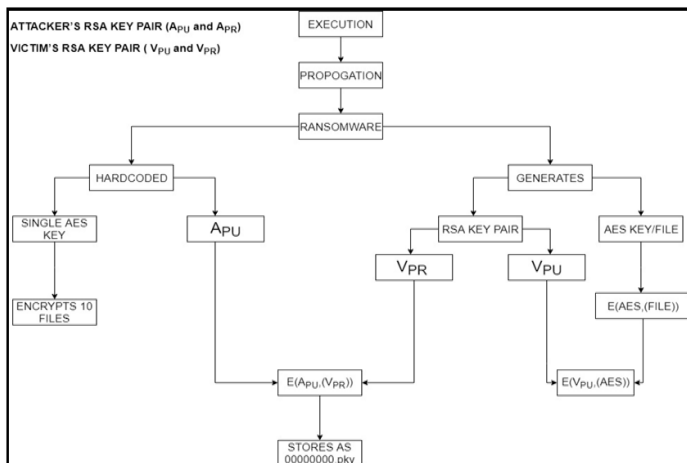 ATTACKER'S RSA KEY PAIR (APU and APR)
VICTIM'S RSA KEY PAIR ( VPU and VPR)
EXECUTION
PROPOGATION
RANSOMWARE
HARDCODED
GENERATES
SINGLE AES
KEY
APU
RSA KEY PAIR
AES KEY/FILE
VPR
VPU
ENCRYPTS 10
FILES
E(AES,(FILE))
E(APU,(VPR))
E(VPU,(AES))
STORES AS
00000000.pky